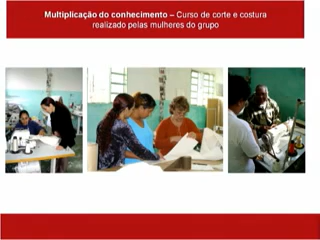 Multiplicação do conhecimento – Curso de corte e costura
realizado pelas mulheres do grupo